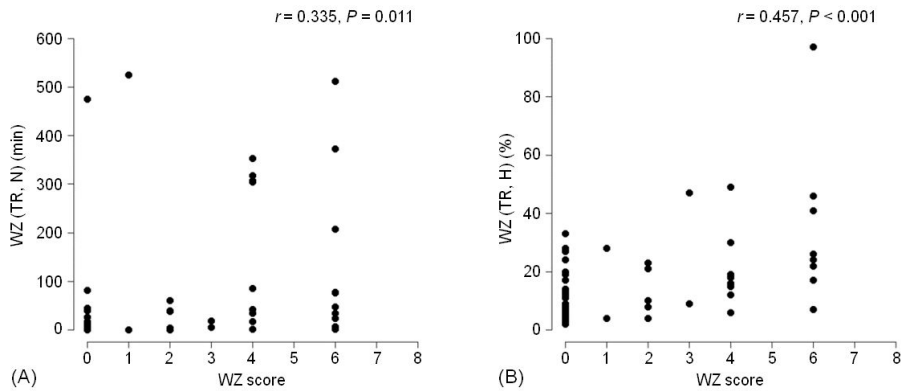 r = 0.335, P = 0.011
600
500
400
300
200
100
0
WZ (TR, N) (min)
0 1 2 3 4 5 6 7 8
WZ score
(A)
r = 0.457, P < 0.001
100
80
60
40
20
0
WZ (TR, H) (%)
0 1 2 3 4 5 6 7 8
WZ score
(B)